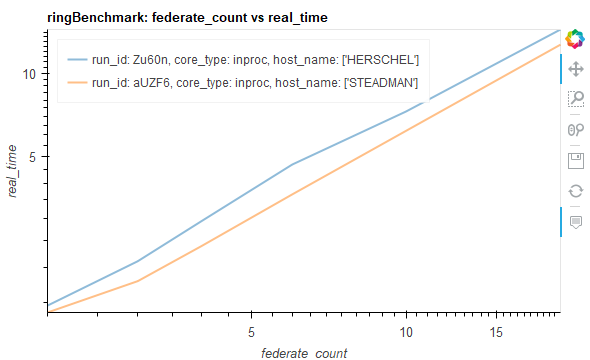 ringBenchmark: federate_count vs real_time
run_id: Zu60n, core_type: inproc, host_name: ['HERSCHEL']
run_id: aUZF6, core_type: inproc, host_name: ['STEADMAN']
10
5
real_time
5
10
15
federate_count